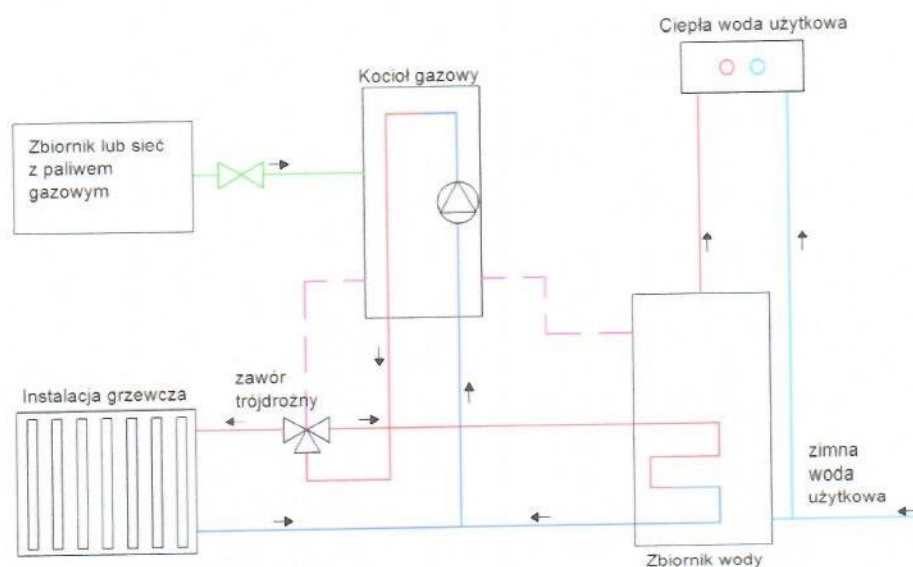 Ciepła woda użytkowa
Kocioł gazowy
Zbiornik lub sieć
z paliwem
gazowym
zawór
trójdrożny
Instalacja grzewcza
zimna
woda
użytkowa
Zbiornik wody